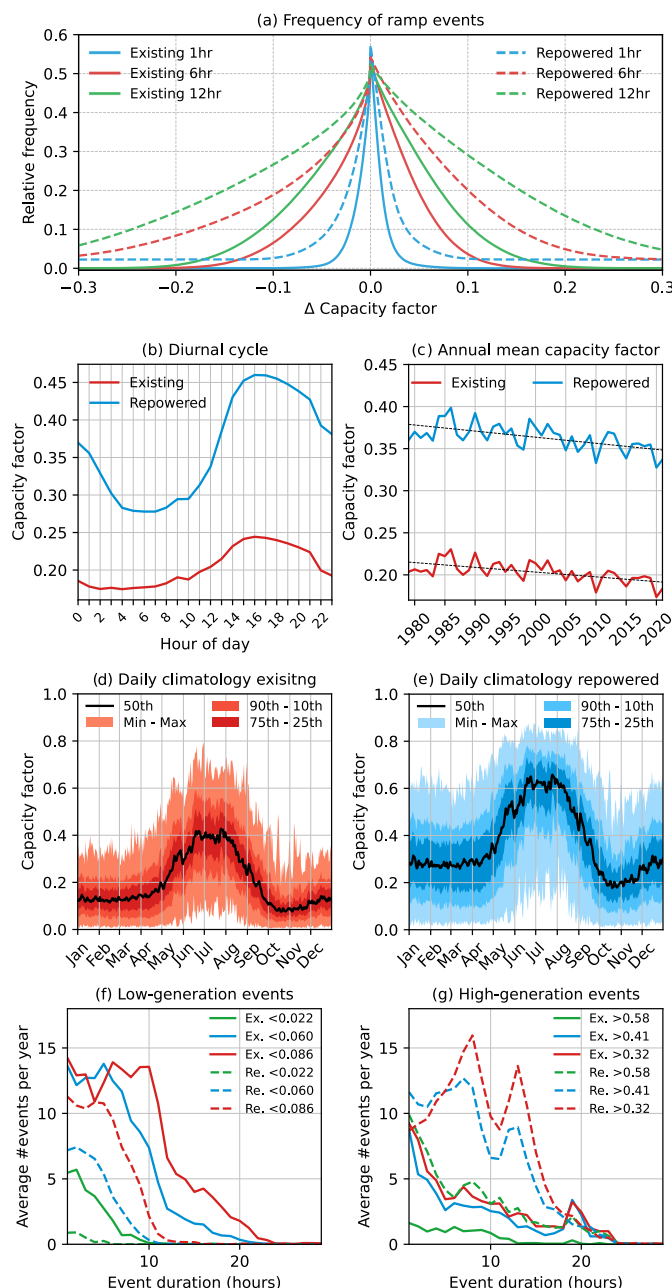 (a) Frequency of ramp events
Relative frequency
0.6
0.5
0.4
0.3
0.2
0.1
0.0
Existing 1hr
Existing 6hr
Existing 12hr
Repowered 1hr
Repowered 6hr
Repowered 12hr
−0.3 −0.2 −0.1 0.0 0.1 0.2 0.3
Δ Capacity factor
(b) Diurnal cycle
Capacity factor
0.45
0.40
0.35
0.30
0.25
0.20
Existing
Repowered
0 1 2 3 4 5 6 7 8 9 10 11 12 13 14 15 16 17 18 19 20 21 22 23
Hour of day
(c) Annual mean capacity factor
Capacity factor
0.45
0.40
0.35
0.30
0.25
0.20
Existing
Repowered
1980 1985 1990 1995 2000 2005 2010 2015 2020
(d) Daily climatology exisitng
Capacity factor
1.0
0.8
0.6
0.4
0.2
0.0
50th
Min - Max
90th - 10th
75th - 25th
Jan Feb Mar Apr May Jun Jul Aug Sep Oct Nov Dec
(e) Daily climatology repowered
Capacity factor
1.0
0.8
0.6
0.4
0.2
0.0
50th
Min - Max
90th - 10th
75th - 25th
Jan Feb Mar Apr May Jun Jul Aug Sep Oct Nov Dec
(f) Low-generation events
Average #events per year
15
10
5
0
Ex. <0.022
Ex. <0.060
Ex. <0.086
Re. <0.022
Re. <0.060
Re. <0.086
10 20
Event duration (hours)
(g) High-generation events
Average #events per year
15
10
5
0
Ex. >0.58
Ex. >0.41
Ex. >0.32
Re. >0.58
Re. >0.41
Re. >0.32
10 20
Event duration (hours)